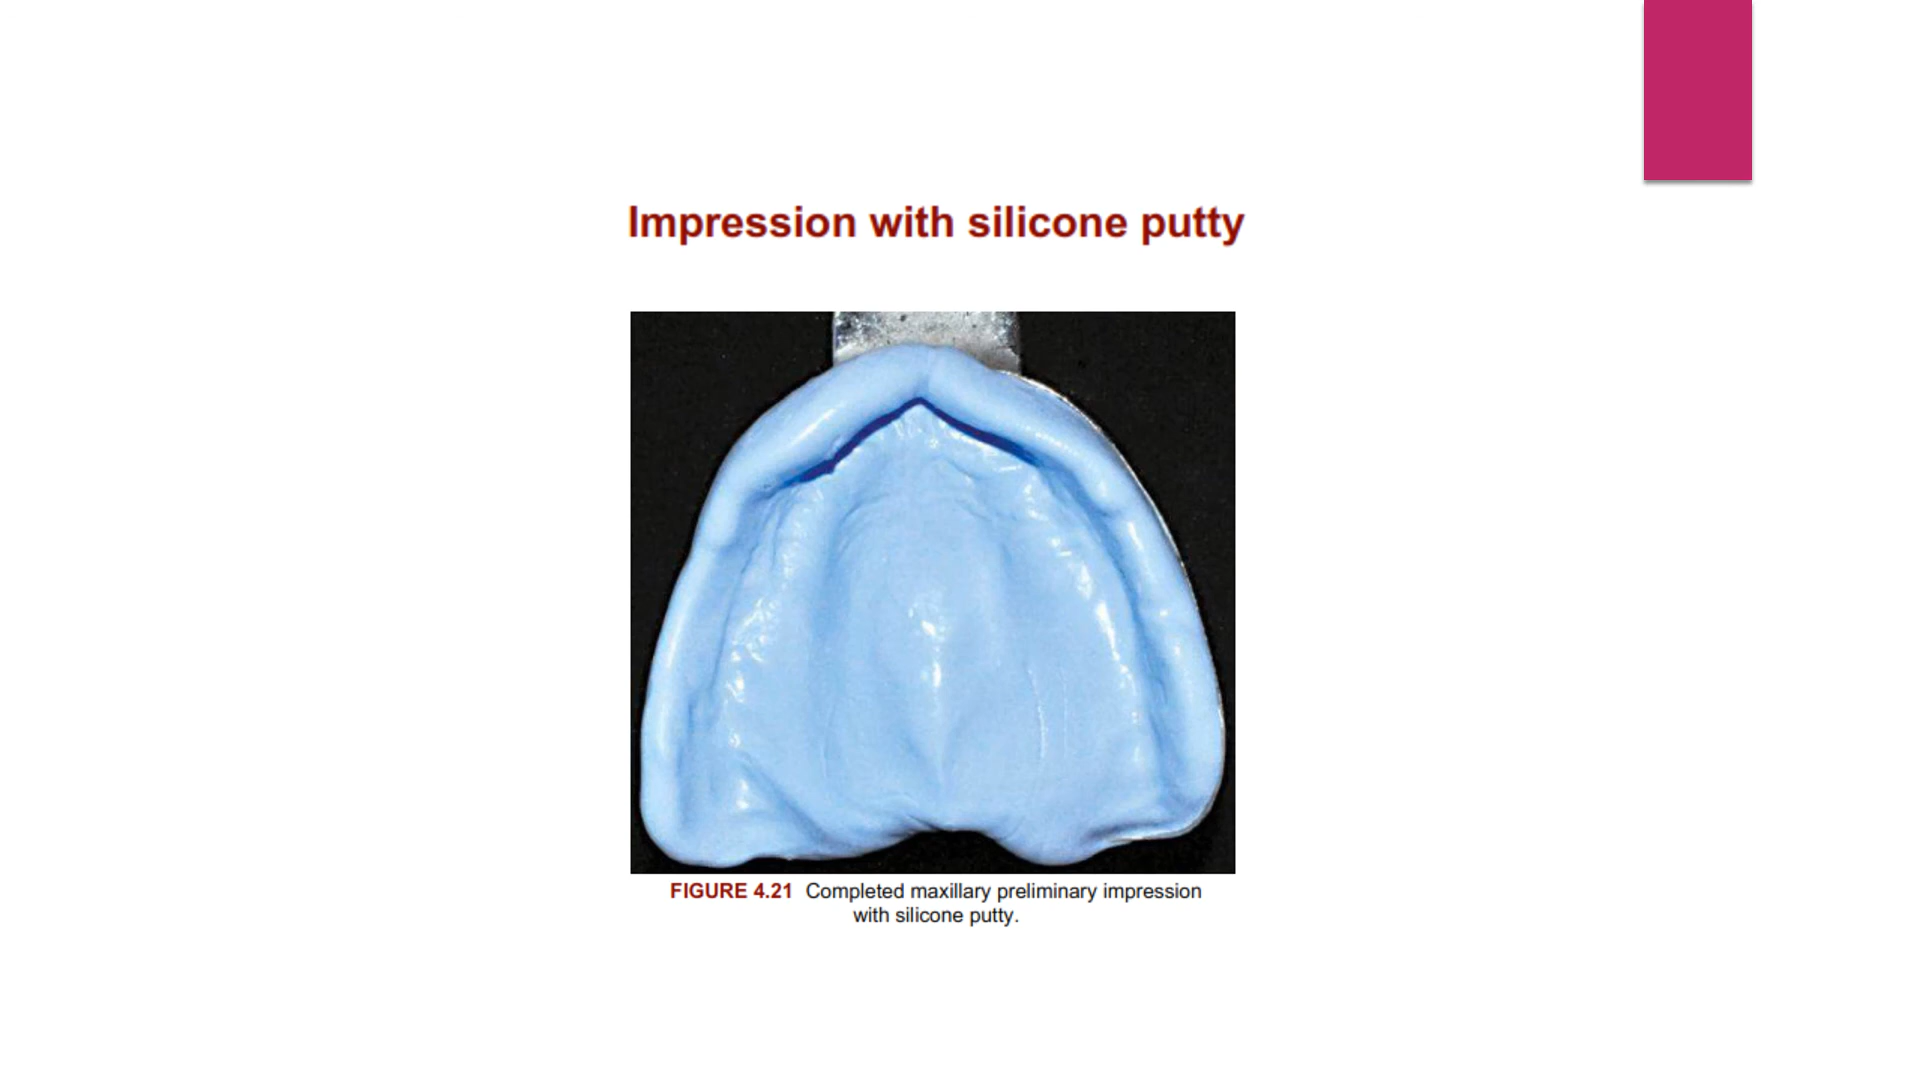 Impression with silicone putty
FIGURE 4.21 Completed maxillary preliminary impression
with silicone putty.